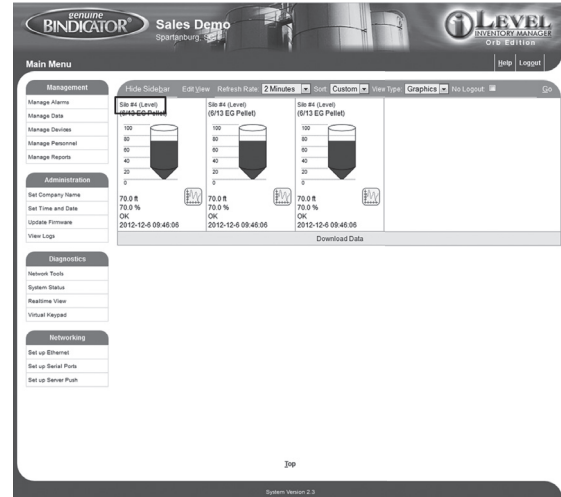 genuine
BINDICATOR®
Sales Demo
Spartanburg,
iLEVEL
INVENTORY MANAGER
Orb Edition
Main Menu
Help Logout
Management
Manage Alarms
Manage Data
Manage Devices
Manage Personnel
Manage Reports
Administration
Set Company Name
Set Time and Date
Update Firmware
View Logs
Diagnostics
Network Tools
System Status
Realtime View
Virtual Keypad
Networking
Set up Ethernet
Set up Serial Ports
Set up Server Push
Hide Sidebar Edit View Refresh Rate: 2 Minutes Sort: Custom View Type: Graphics No Logout: Go
Silo #4 (Level)
(6/13 EG Pellet)
100
80
60
40
20
0
70.0 ft
70.0 %
OK
2012-12-6 09:46:06
Silo #4 (Level)
(6/13 EG Pellet)
100
80
60
40
20
0
70.0 ft
70.0 %
OK
2012-12-6 09:46:06
Silo #4 (Level)
(6/13 EG Pellet)
100
80
60
40
20
0
70.0 ft
70.0 %
OK
2012-12-6 09:46:06
Download Data
Top
System Version 2.3